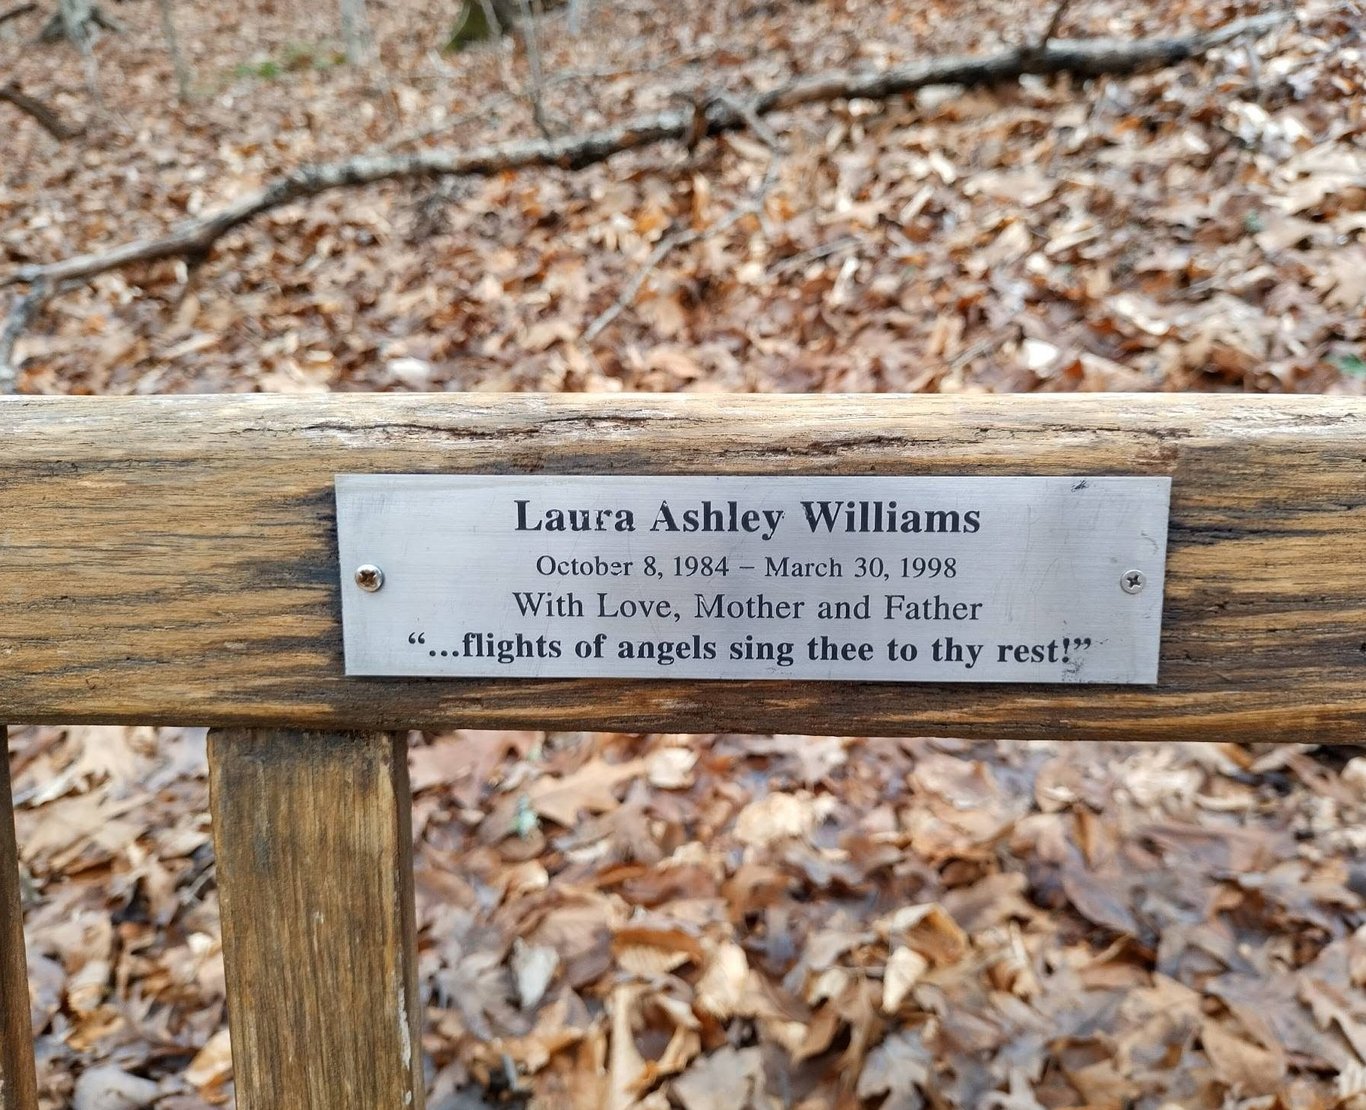 Laura Ashley Williams
October 8, 1984 – March 30, 1998
With Love, Mother and Father
“...flights of angels sing thee to thy rest!”